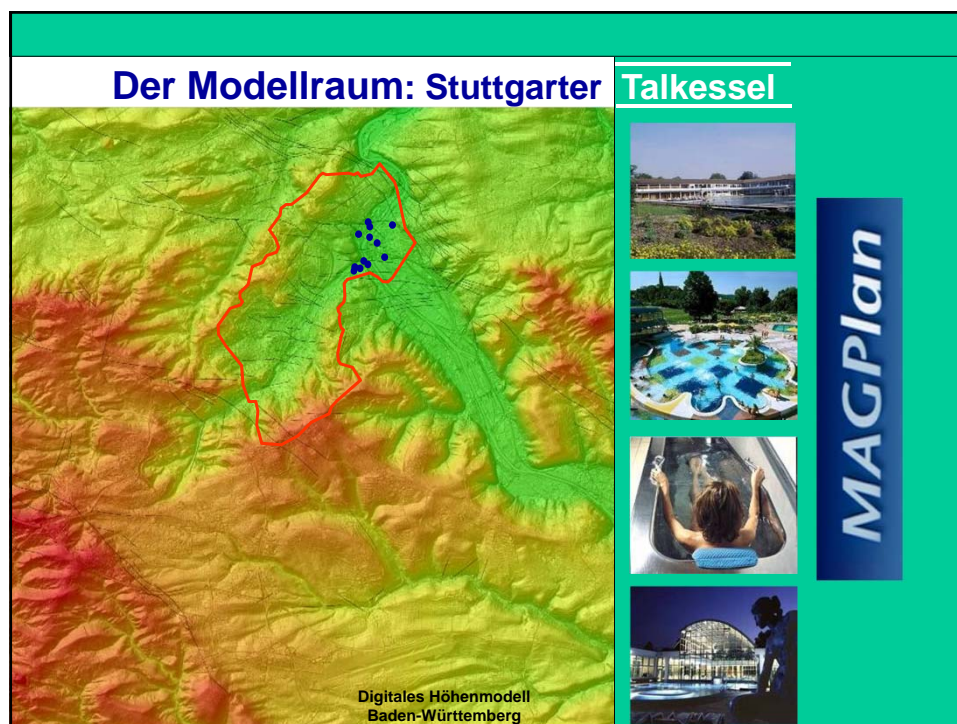 Der Modellraum: Stuttgarter Talkessel
MAGPlan
Digitales Höhenmodell
Baden-Württemberg